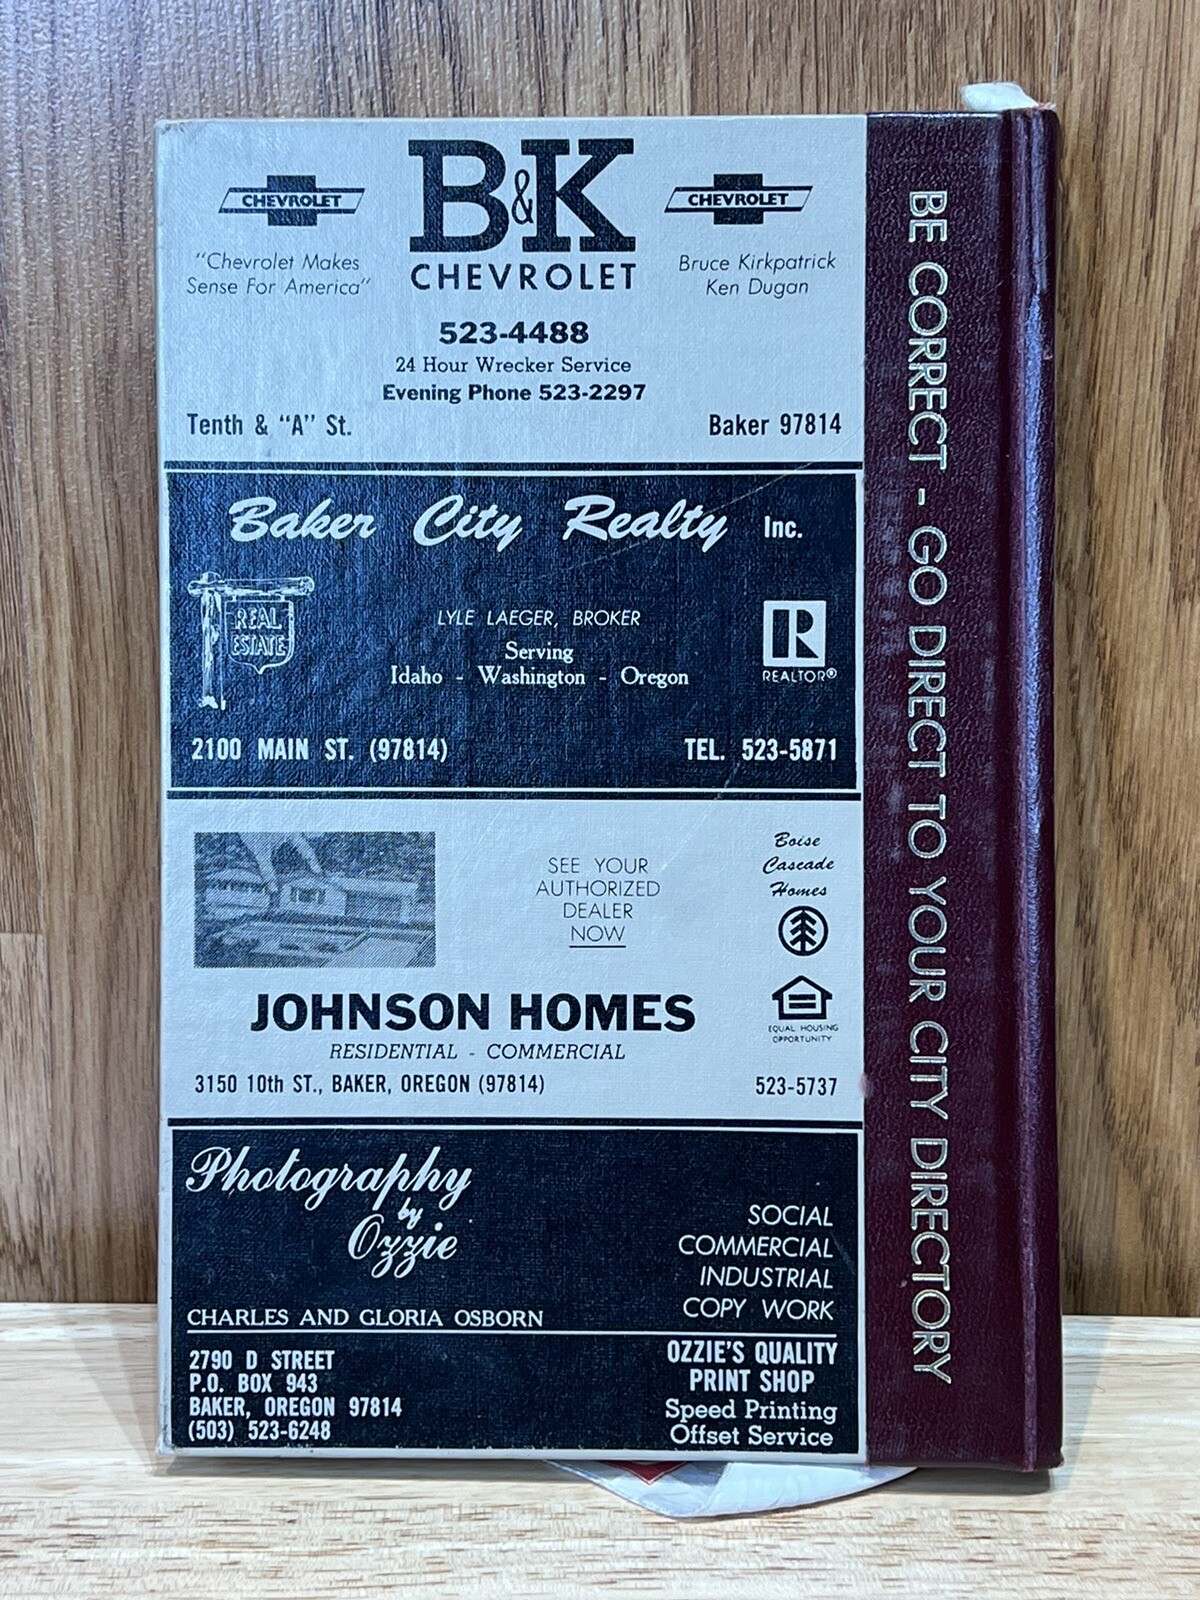 CHEVROLET
B&K
CHEVROLET
CHEVROLET
"Chevrolet Makes
Sense For America"
Bruce Kirkpatrick
Ken Dugan
523-4488
24 Hour Wrecker Service
Evening Phone 523-2297
Tenth & "A" St.
Baker 97814
Baker City Realty Inc.
REAL
ESTATE
LYLE LAEGER, BROKER
Serving
Idaho - Washington - Oregon
R
REALTOR®
2100 MAIN ST. (97814)
TEL. 523-5871
SEE YOUR
AUTHORIZED
DEALER
NOW
Boise
Cascade
Homes
JOHNSON HOMES
RESIDENTIAL - COMMERCIAL
EQUAL HOUSING
OPPORTUNITY
3150 10th ST., BAKER, OREGON (97814)
523-5737
Photography
by
Ozzie
SOCIAL
COMMERCIAL
INDUSTRIAL
COPY WORK
CHARLES AND GLORIA OSBORN
2790 D STREET
P.O. BOX 943
BAKER, OREGON 97814
(503) 523-6248
OZZIE'S QUALITY
PRINT SHOP
Speed Printing
Offset Service
BE CORRECT - GO DIRECT TO YOUR CITY DIRECTORY